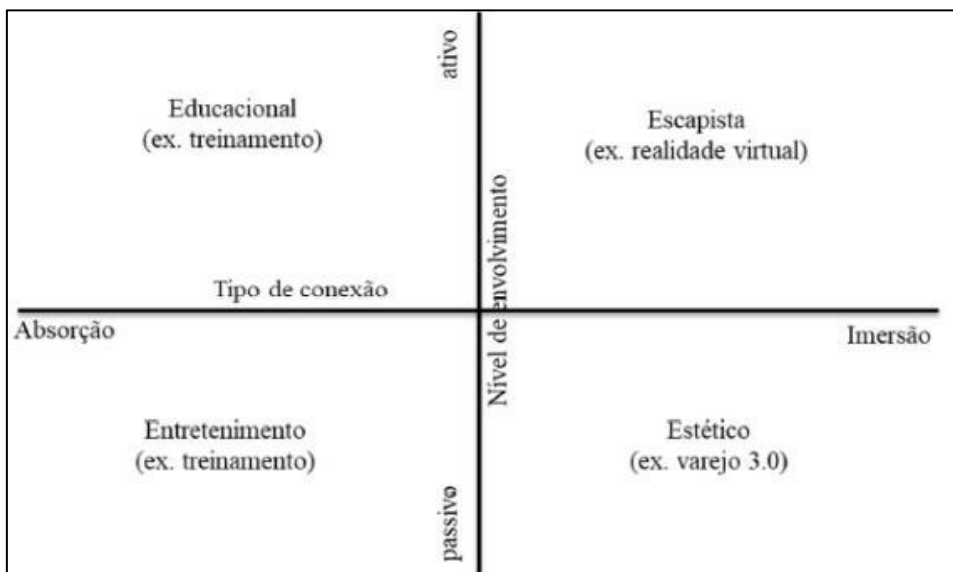 ativo
Educacional
(ex. treinamento)
Escapista
(ex. realidade virtual)
Nível de envolvimento
Tipo de conexão
Absorção
Imersão
Entretenimento
(ex. treinamento)
Estético
(ex. varejo 3.0)
passivo